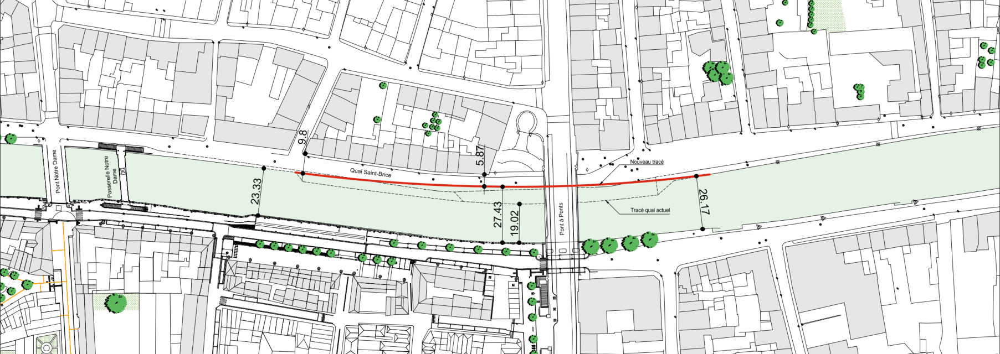 9.8
5.87
Pont Notre Dame
Passerelle Notre
Dame
Quai Saint-Brice
Nouveau tracé
23.33
27.43
19.02
Pont à Ponts
Tracé quai actuel
26.17